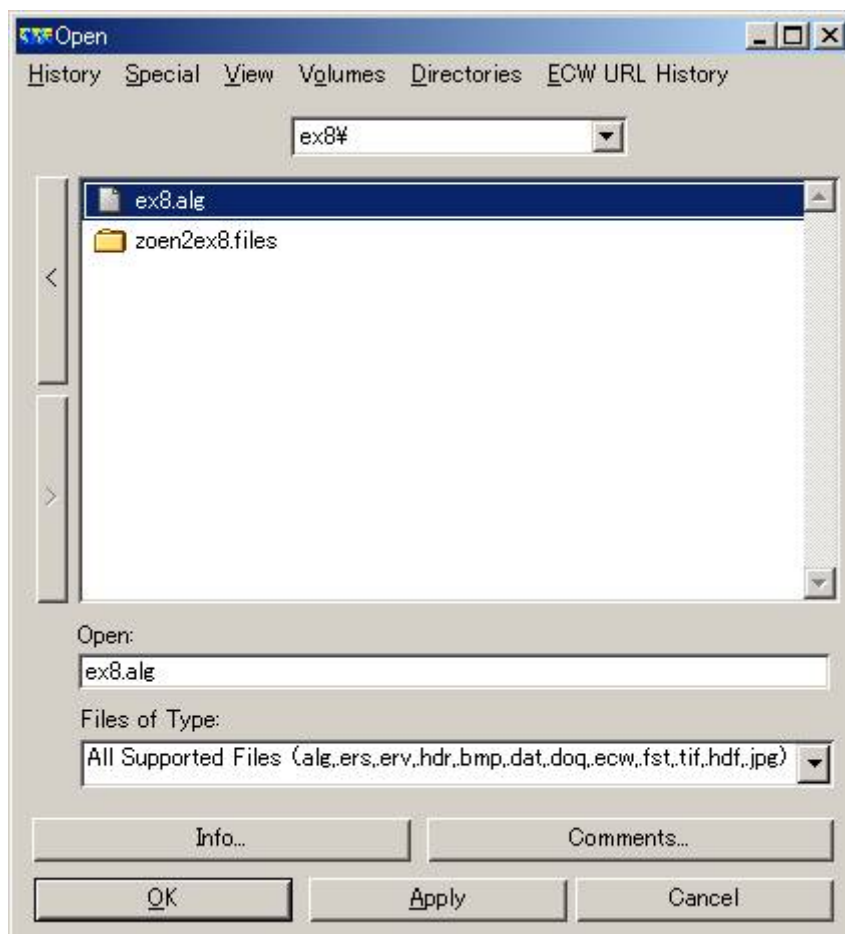 Open
History Special View Volumes Directories ECW URL History
ex8¥
ex8.alg
zoen2ex8.files
<
>
Open:
ex8.alg
Files of Type:
All Supported Files (alg,.ers,.erv,.hdr,.bmp,.dat,.doq,.ecw,.fst,.tif,.hdf,.jpg)
Info... Comments...
OK Apply Cancel